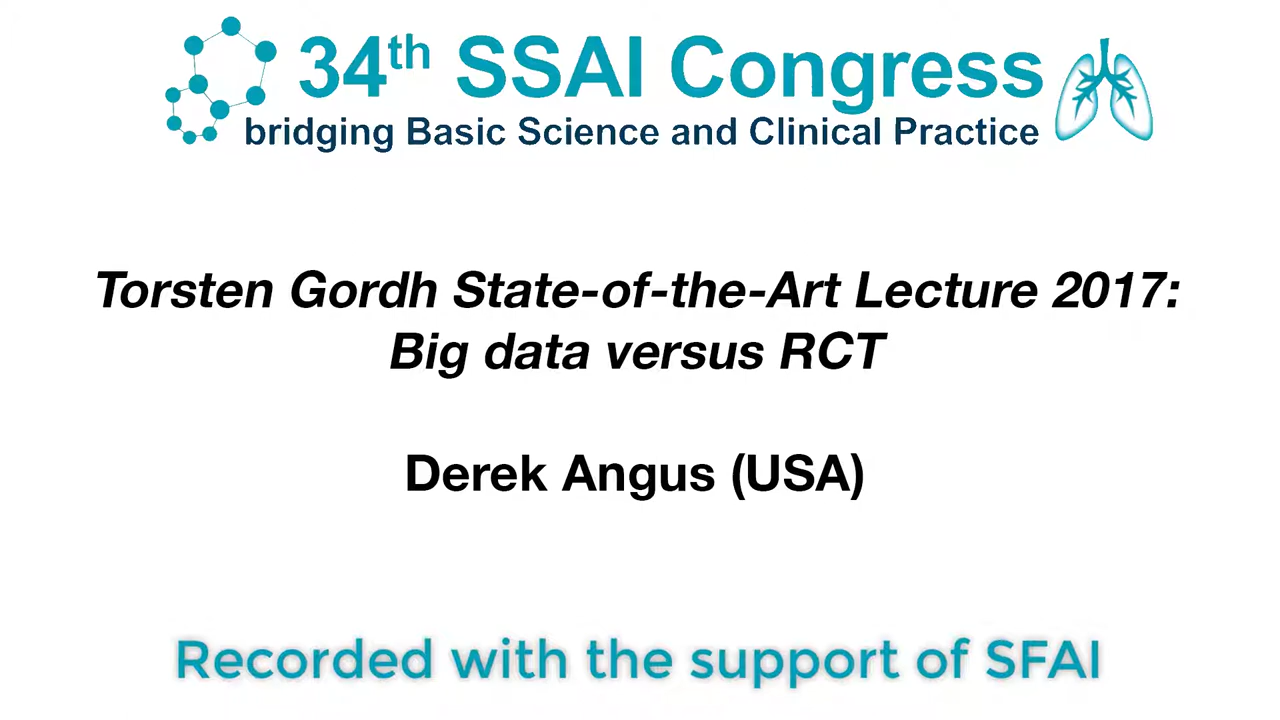 34th SSAI Congress
bridging Basic Science and Clinical Practice
Torsten Gordh State-of-the-Art Lecture 2017:
Big data versus RCT
Derek Angus (USA)
Recorded with the support of SFAI